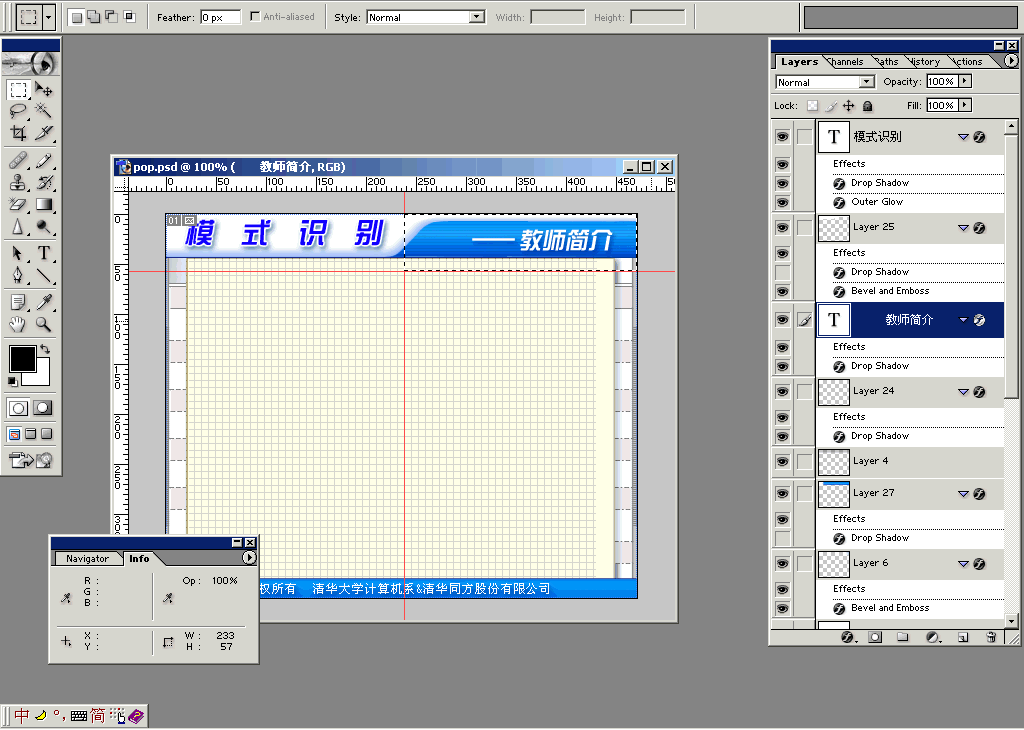 Feather: 0 px Anti-aliased Style: Normal Width: Height:
Layers Channels Paths History Actions
Normal Opacity: 100%
Lock: Fill: 100%
T 模式识别
Effects
Drop Shadow
Outer Glow
Layer 25
Effects
Drop Shadow
Bevel and Emboss
T 教师简介
Effects
Drop Shadow
Layer 24
Effects
Drop Shadow
Layer 4
Layer 27
Effects
Drop Shadow
Layer 6
Effects
Bevel and Emboss
pop.psd @ 100% ( 教师简介, RGB)
0 50 100 150 200 250 300 350 400 450
0
50
100
150
200
250
01
模 式 识 别
——教师简介
权所有 清华大学计算机系&清华同方股份有限公司
Navigator Info
R :
G :
B :
Op : 100%
X :
Y :
W : 233
H : 57
T
中 简